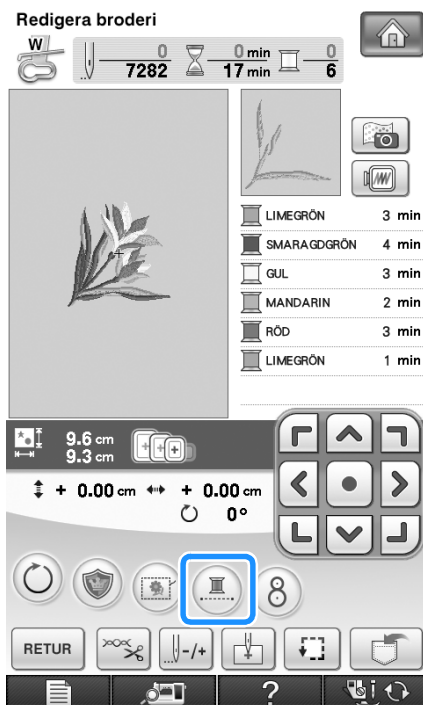 Redigera broderi
W
0 0 min 0
7282 17 min 6
LIMEGRÖN 3 min
SMARAGDGRÖN 4 min
GUL 3 min
MANDARIN 2 min
RÖD 3 min
LIMEGRÖN 1 min
9.6 cm
9.3 cm
+ 0.00 cm + 0.00 cm
0°
8
RETUR -/+
?